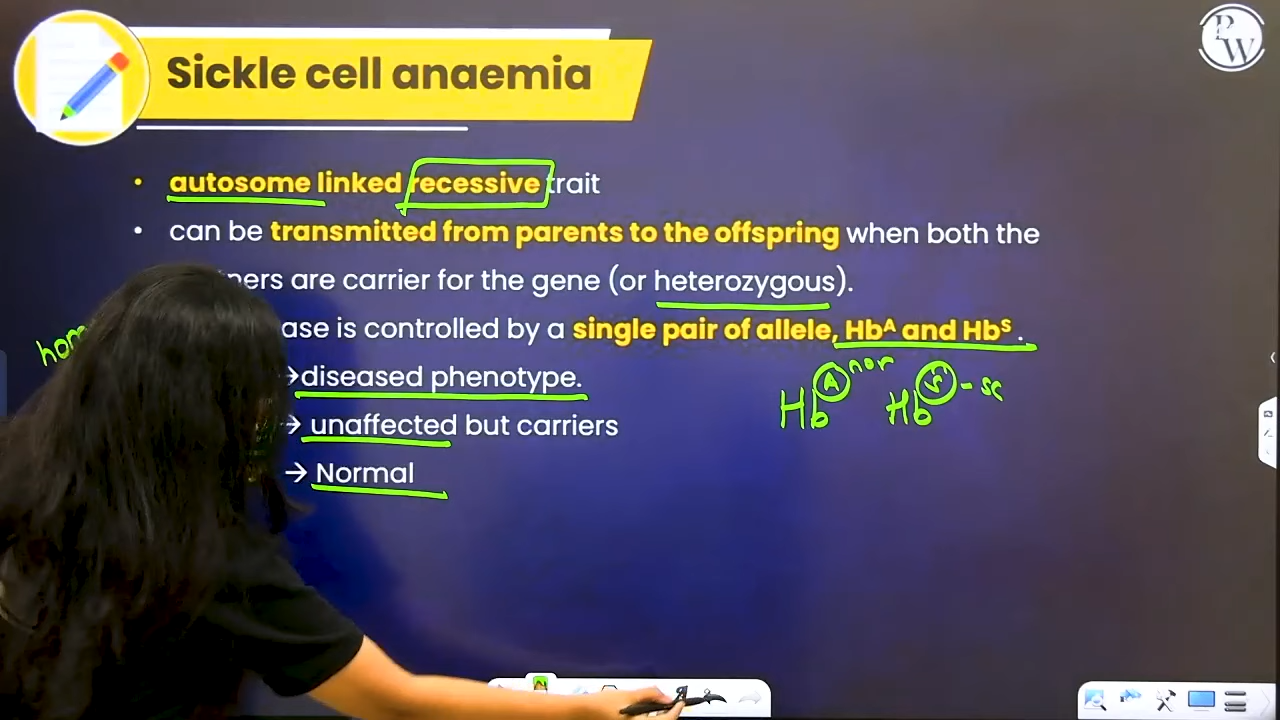 PW
Sickle cell anaemia
• autosome linked recessive trait
• can be transmitted from parents to the offspring when both the
are carrier for the gene (or heterozygous).
is controlled by a single pair of allele, Hbᴬ and Hbˢ.
hom
→diseased phenotype.
Hbᴬ nor Hbˢ - sc
→ unaffected but carriers
→ Normal